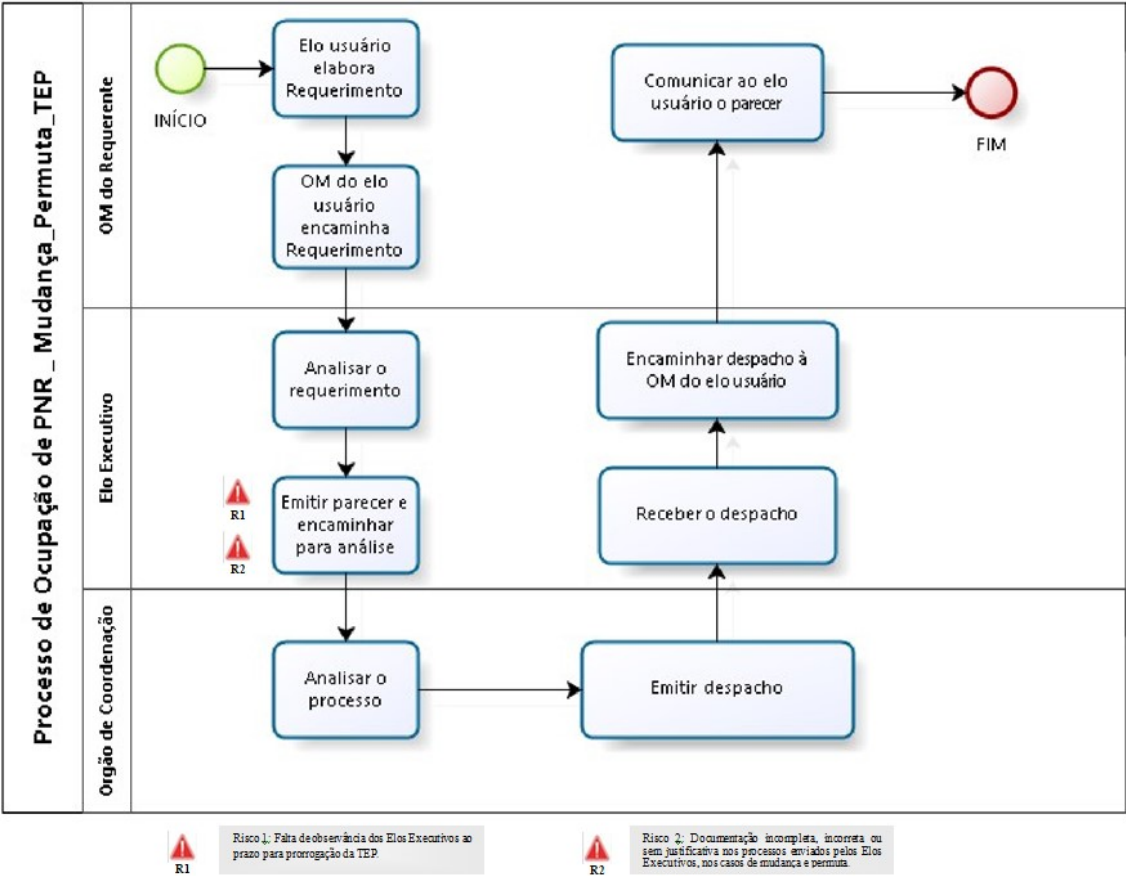 Processo de Ocupação de PNR _ Mudança_Permuta_TEP
OM do Requerente
INÍCIO
Elo usuário
elabora
Requerimento
OM do elo
usuário
encaminha
Requerimento
Comunicar ao elo
usuário o parecer
FIM
Elo Executivo
Analisar o
requerimento
R1
R2
Emitir parecer e
encaminhar
para análise
Encaminhar despacho à
OM do elo usuário
Receber o despacho
Orgão de Coordenação
Analisar o
processo
Emitir despacho
R1
Risco 1: Falta de observância dos Elos Executivos ao
prazo para prorrogação da TEP.
R2
Risco 2: Documentação incompleta, incorreta ou
sem justificativa nos processos enviados pelos Elos
Executivos, nos casos de mudança e permuta.